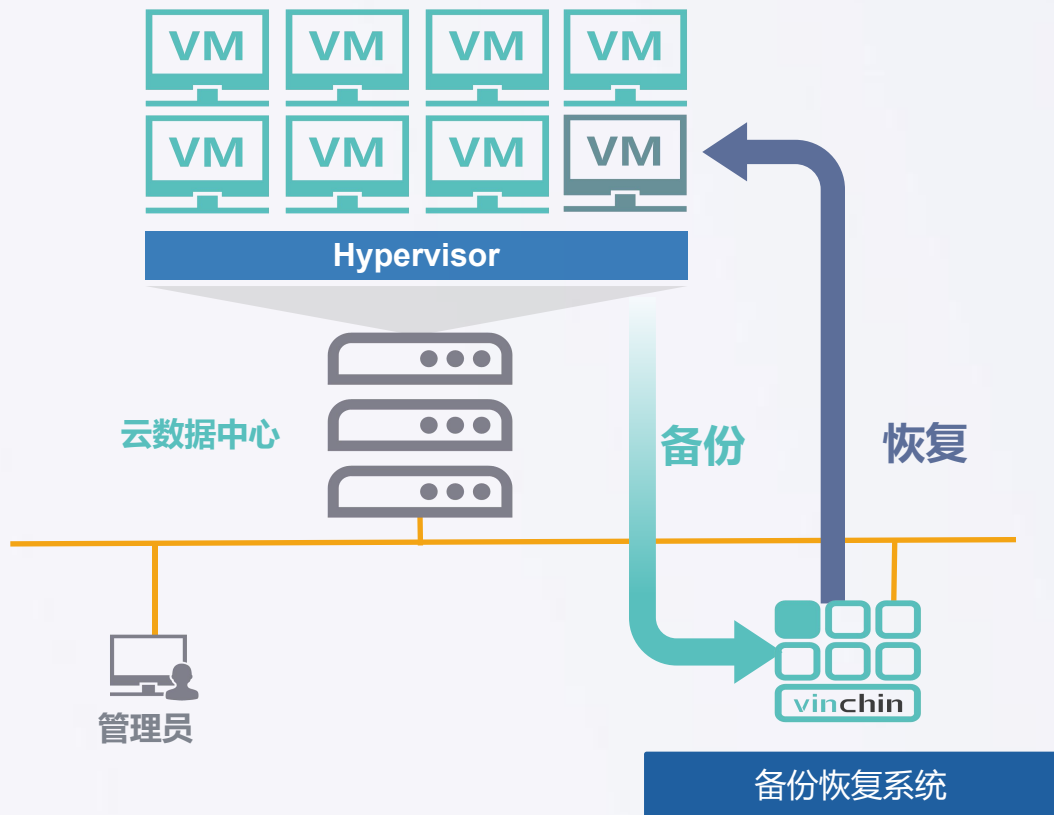 VM VM VM VM
VM VM VM VM
Hypervisor
云数据中心
备份
恢复
管理员
vinchin
备份恢复系统